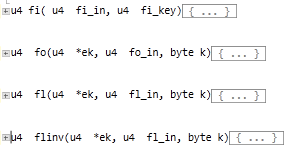 u4 fi( u4 fi_in, u4 fi_key){ ... }
u4 fo(u4 *ek, u4 fo_in, byte k){ ... }
u4 fl(u4 *ek, u4 fl_in, byte k){ ... }
u4 flinv(u4 *ek, u4 fl_in, byte k){ ... }